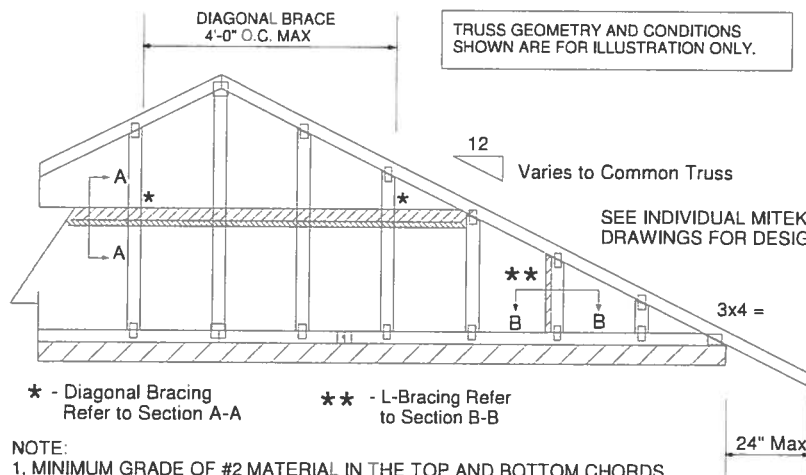 DIAGONAL BRACE
4'-0" O.C. MAX
TRUSS GEOMETRY AND CONDITIONS
SHOWN ARE FOR ILLUSTRATION ONLY.
12
Varies to Common Truss
A
*
*
SEE INDIVIDUAL MITEK
DRAWINGS FOR DESIG
A
**
B
B
3x4 =
* - Diagonal Bracing
Refer to Section A-A
** - L-Bracing Refer
to Section B-B
24" Max
NOTE:
1. MINIMUM GRADE OF #2 MATERIAL IN THE TOP AND BOTTOM CHORDS